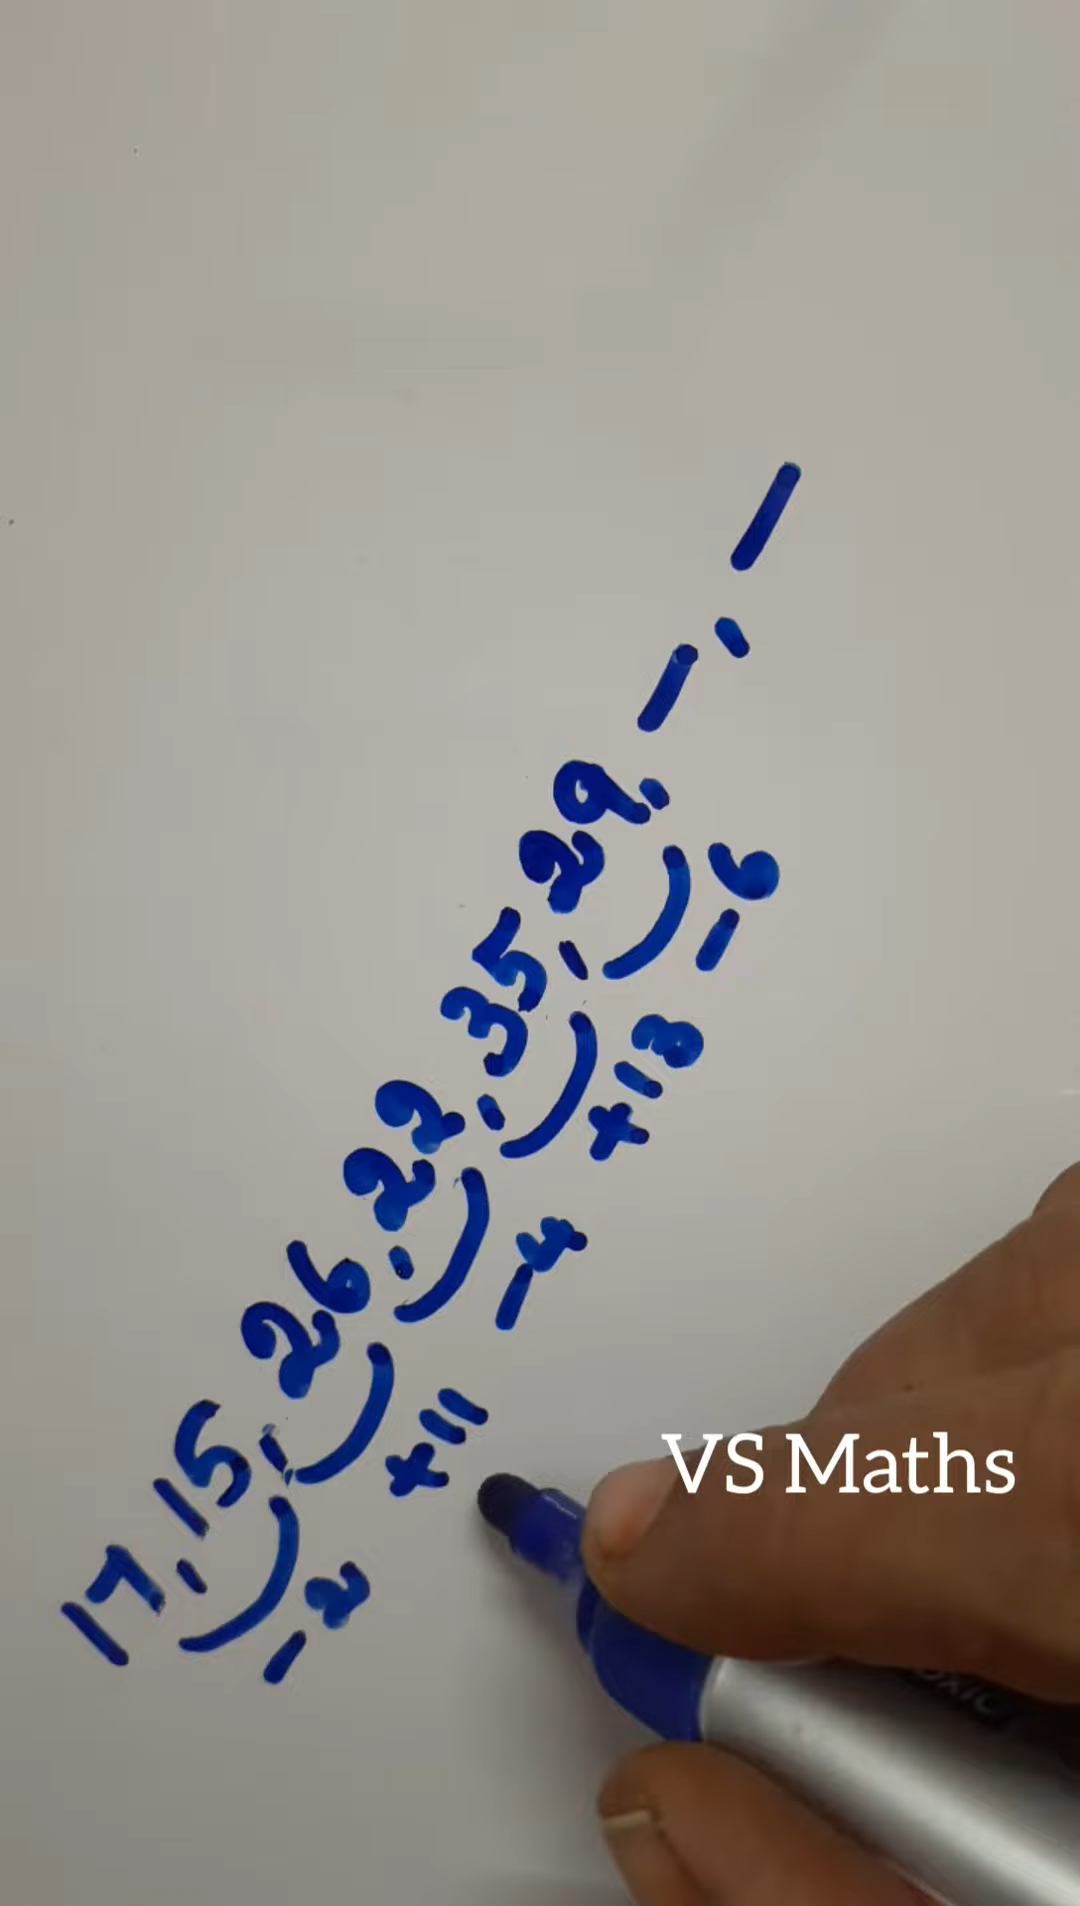 17, 15, 26, 22, 35, 29, _, _
-2 +11 -4 +13 -6
VS Maths